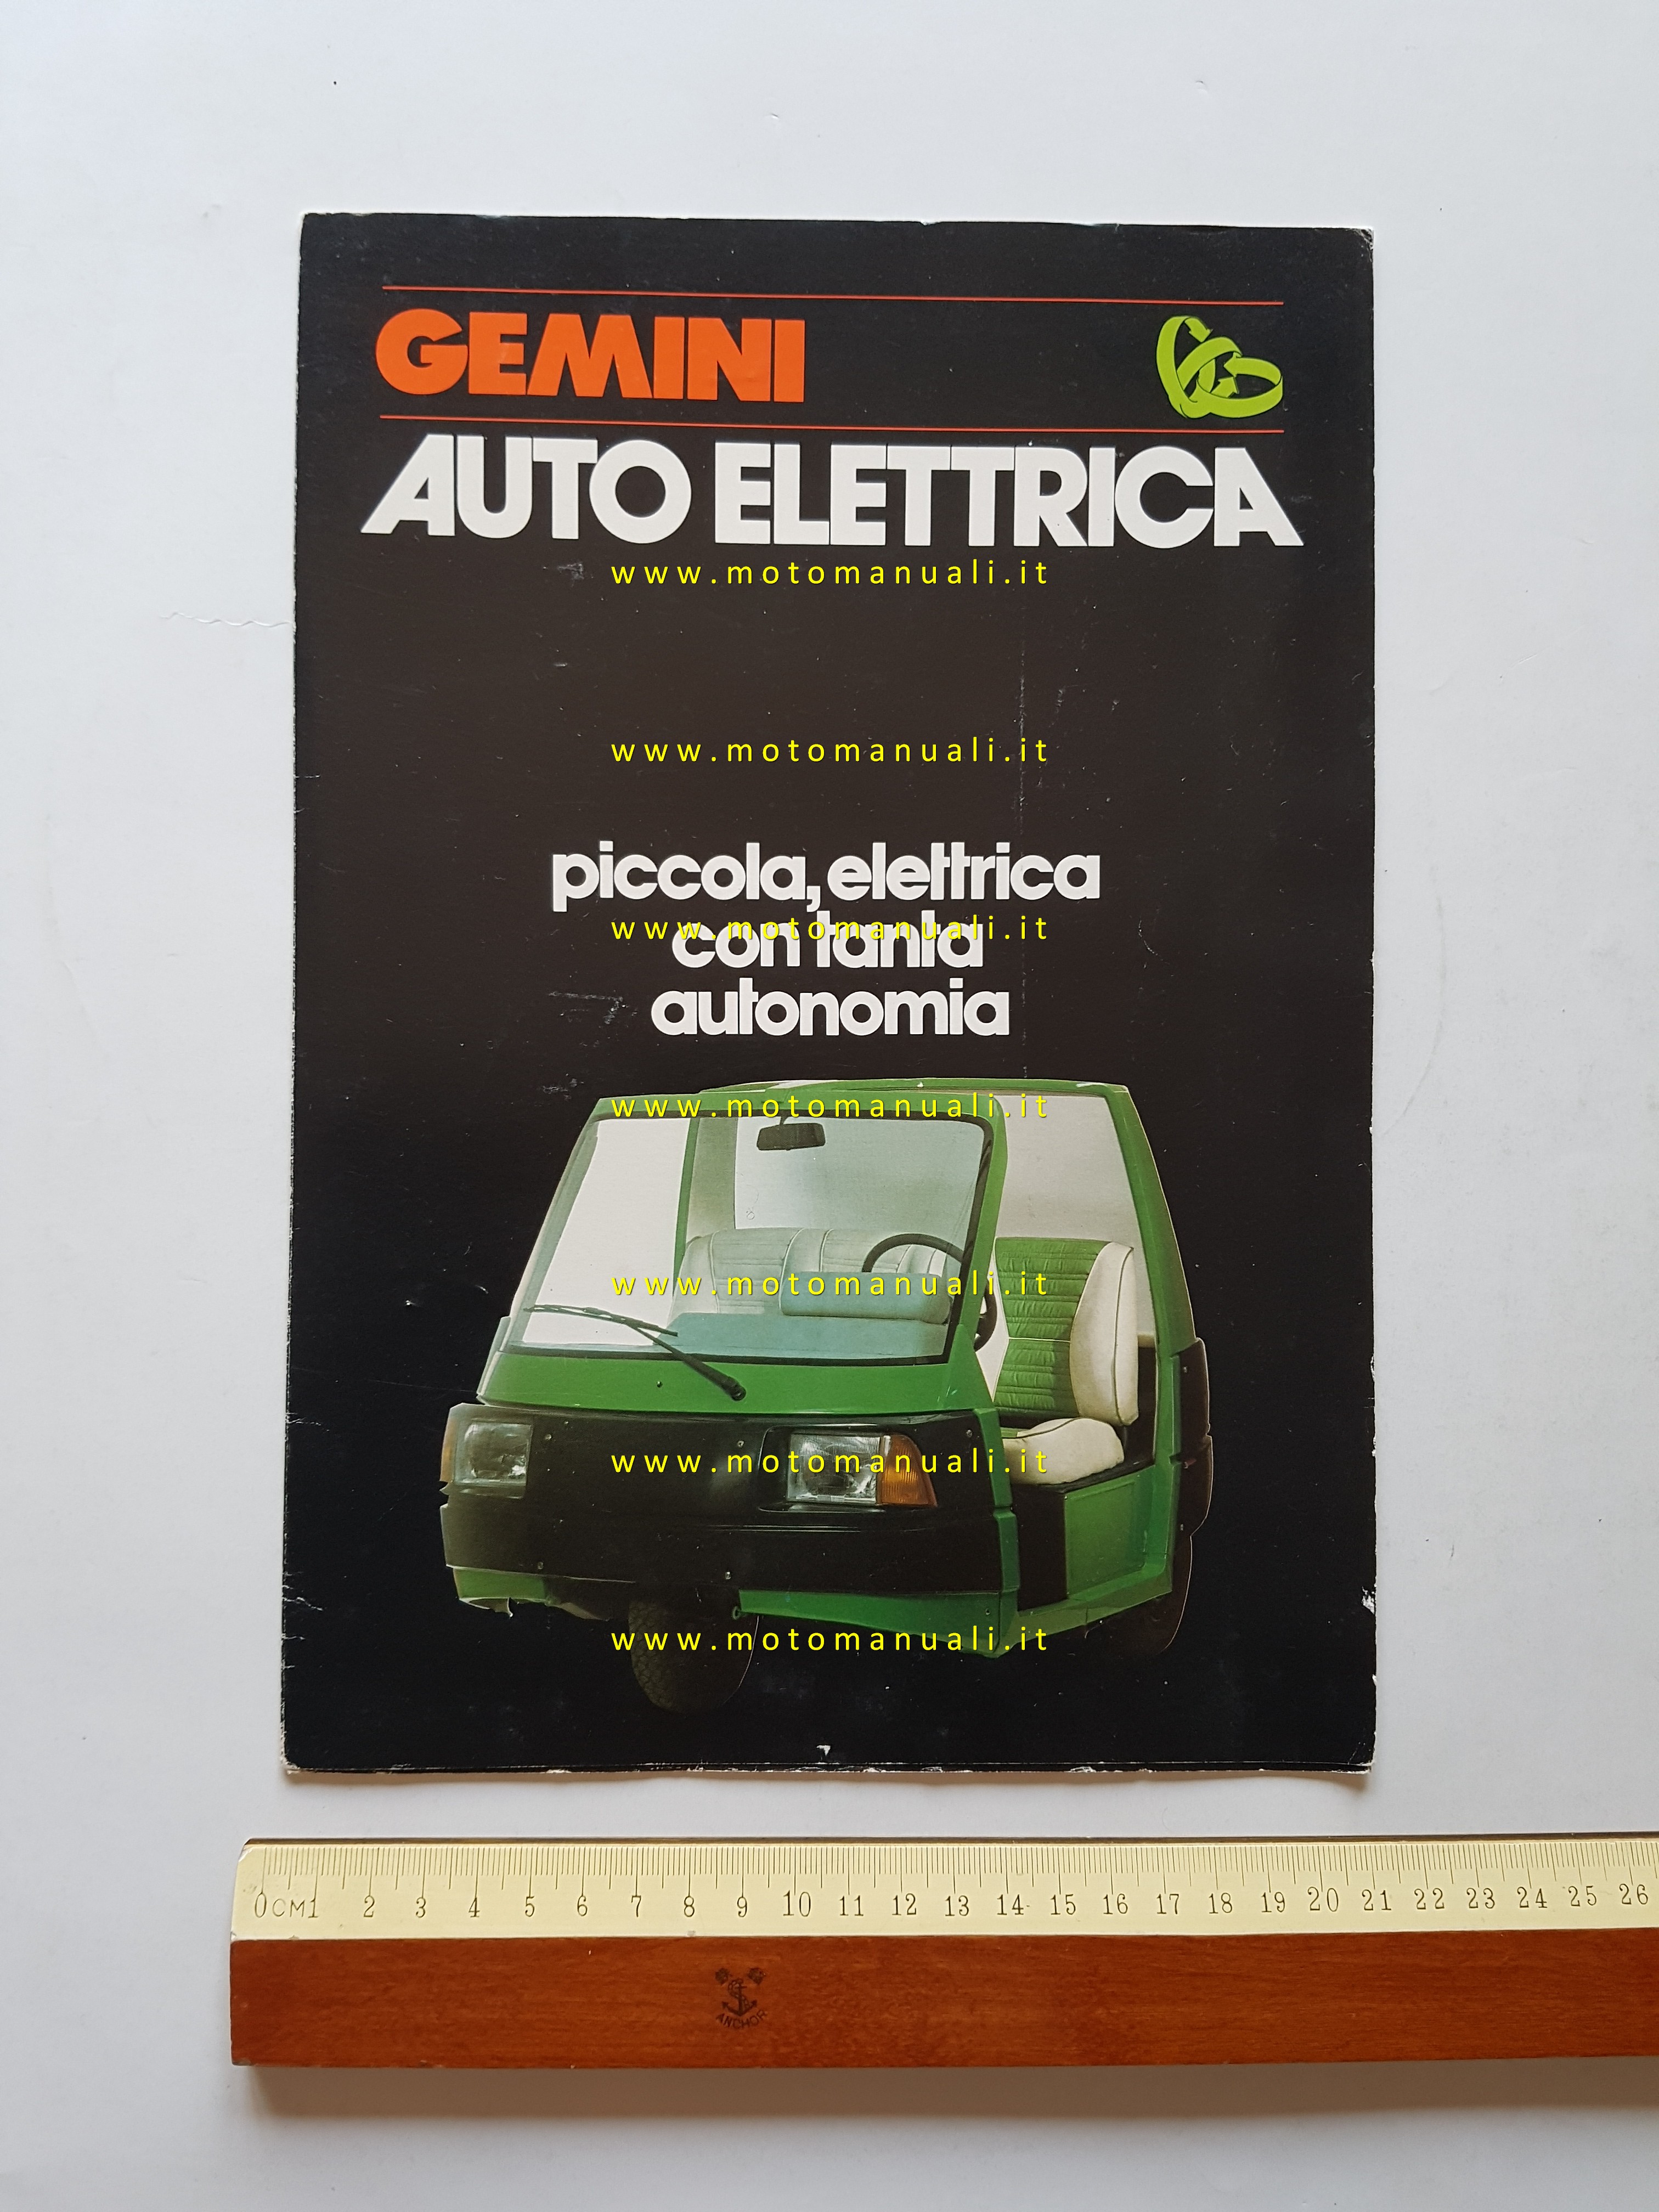 GEMINI
AUTO ELETTRICA
www.motomanuali.it
www.motomanuali.it
piccola, elettrica
www.motomanuali.it
con tanta
autonomia
www.motomanuali.it
www.motomanuali.it
www.motomanuali.it
www.motomanuali.it
0CM1 2 3 4 5 6 7 8 9 10 11 12 13 14 15 16 17 18 19 20 21 22 23 24 25 26
ANCHOR